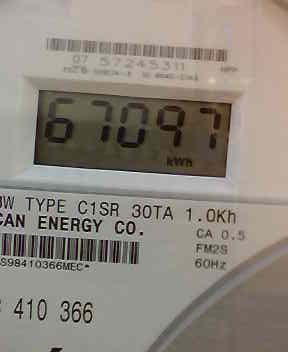 07 57245311
67097
kWh
3W TYPE C1SR 30TA 1.0Kh
CAN ENERGY CO.
CA 0.5
FM2S
S98410366MEC*
60Hz
410 366